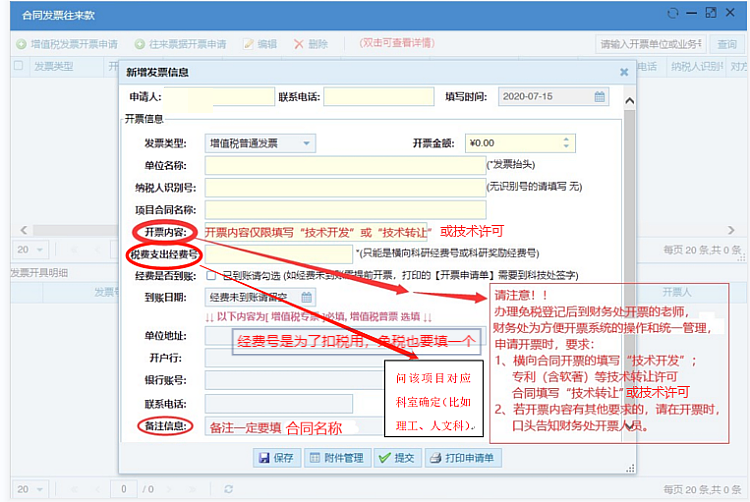 合同发票往来款
增值税发票开票申请 往来票据开票申请 编辑 删除 (双击可查看详情) 请输入开票单位或业务 查询
发票类型 电话 纳税人识别 对方
新增发票信息
申请人: 联系电话: 填写时间: 2020-07-15
开票信息
发票类型: 增值税普通发票 开票金额: ¥0.00
单位名称: (*发票抬头)
纳税人识别号: (无识别号的请填写 无)
项目合同名称:
开票内容: 开票内容仅限填写“技术开发”或“技术转让” 或技术许可
税费支出经费号 *(只能是横向科研经费号或科研奖励经费号)
20 每页 20 条,共 0 条
经费是否到账: 已到账请勾选 (如经费未到账需提前开票, 打印的【开票申请单】需要到科技处签字)
发票开具明细
到账日期: 经费未到账请留空
发票号 开票人
↓↓ 以下内容为[ 增值税专票 ]必填, 增值税普票 选填 ↓↓
单位地址: 经费号是为了扣税用，免税也要填一个
开户行:
银行账号:
联系电话:
备注信息: 备注一定要填 合同名称
问该项目对应
科室确定(比如
理工、人文科)。
请注意！！
办理免税登记后到财务处开票的老师，
财务处为方便开票系统的操作和统一管理，
申请开票时，要求：
1、横向合同开票的填写“技术开发”；
专利（含软著）等技术转让许可
合同填写“技术转让”或技术许可
2、若开票内容有其他要求的，请在开票时，
口头告知财务处开票人员。
保存 附件管理 提交 打印申请单
20 0 / 0 每页 20 条,共 0 条